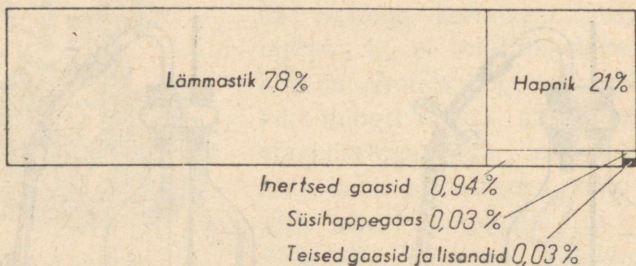 Lämmastik 78%
Hapnik 21%
Inertsed gaasid 0,94%
Süsihappegaas 0,03%
Teised gaasid ja lisandid 0,03%